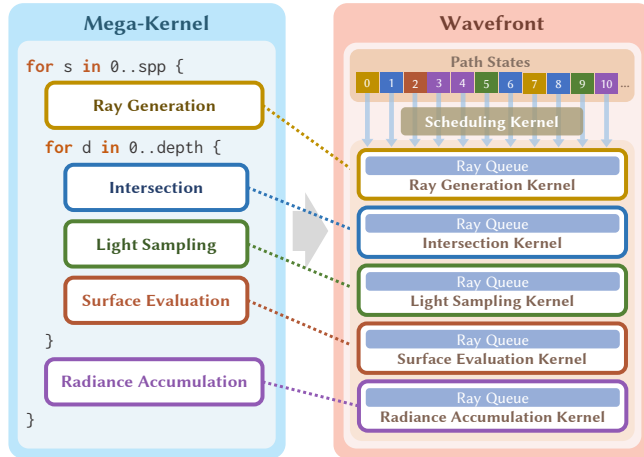 Mega-Kernel
for s in 0..spp {
Ray Generation
for d in 0..depth {
Intersection
Light Sampling
Surface Evaluation
}
Radiance Accumulation
}
Wavefront
Path States
0 1 2 3 4 5 6 7 8 9 10 ...
Scheduling Kernel
Ray Queue
Ray Generation Kernel
Ray Queue
Intersection Kernel
Ray Queue
Light Sampling Kernel
Ray Queue
Surface Evaluation Kernel
Ray Queue
Radiance Accumulation Kernel